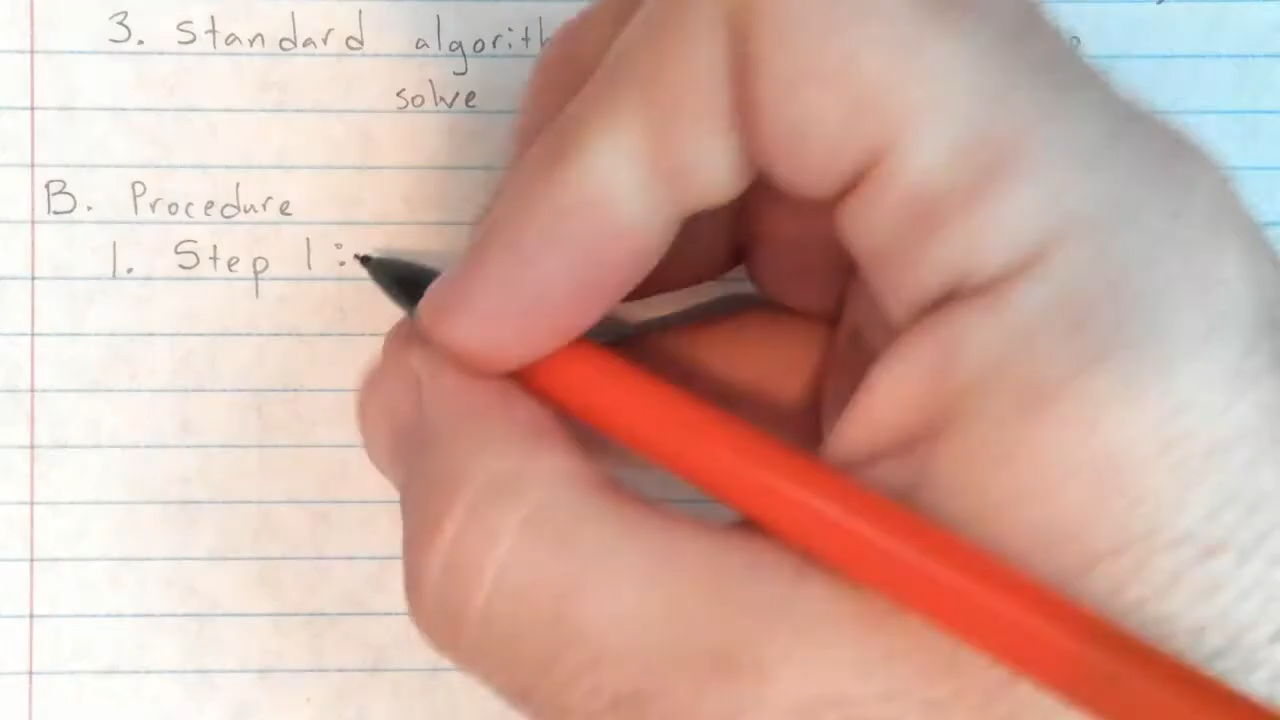 3. Standard
solve
B. Procedure
1. Step 1: